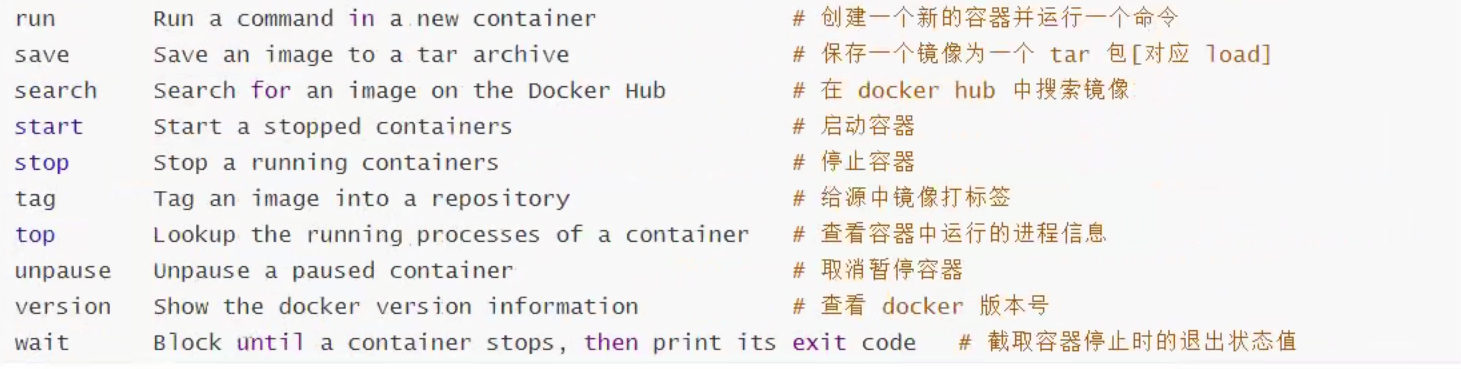 run Run a command in a new container # 创建一个新的容器并运行一个命令
save Save an image to a tar archive # 保存一个镜像为一个 tar 包[对应 load]
search Search for an image on the Docker Hub # 在 docker hub 中搜索镜像
start Start a stopped containers # 启动容器
stop Stop a running containers # 停止容器
tag Tag an image into a repository # 给源中镜像打标签
top Lookup the running processes of a container # 查看容器中运行的进程信息
unpause Unpause a paused container # 取消暂停容器
version Show the docker version information # 查看 docker 版本号
wait Block until a container stops, then print its exit code # 截取容器停止时的退出状态值